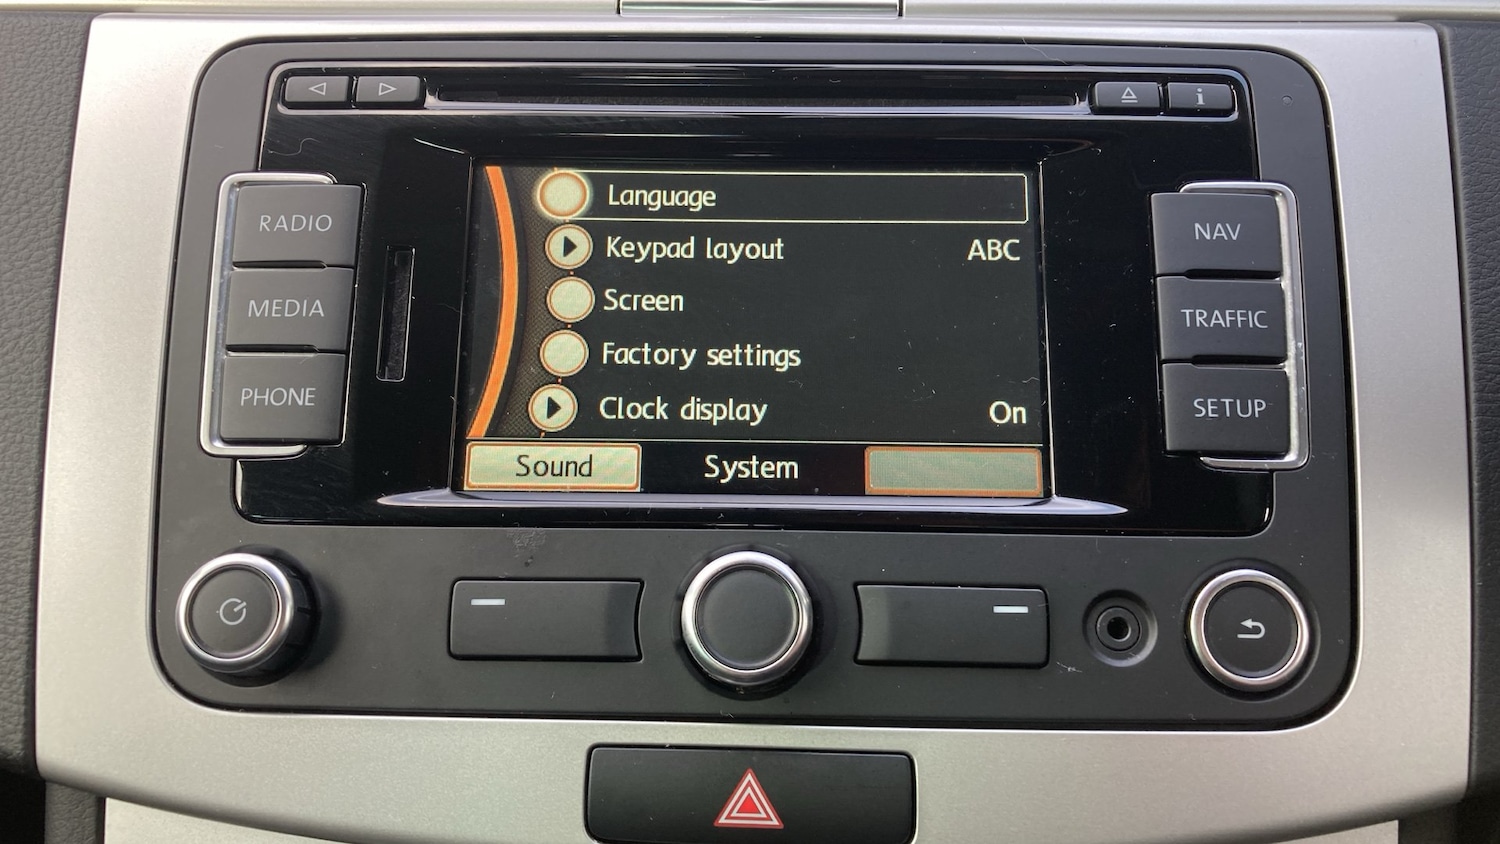 i
RADIO
MEDIA
PHONE
Language
Keypad layout ABC
Screen
Factory settings
Clock display On
Sound System
NAV
TRAFFIC
SETUP